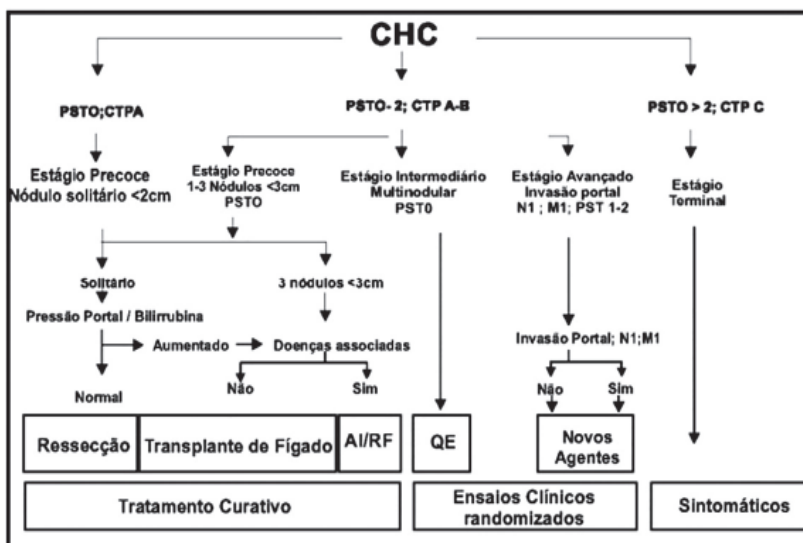 CHC
PSTO;CTPA
PSTO- 2; CTP A-B
PSTO > 2; CTP C
Estágio Precoce
Nódulo solitário <2cm
Estágio Precoce
1-3 Nódulos <3cm
PSTO
Estágio Intermediário
Multinodular
PST0
Estágio Avançado
Invasão portal
N1 ; M1; PST 1-2
Estágio
Terminal
Solitário
3 nódulos <3cm
Pressão Portal / Bilirrubina
Aumentado
Doenças associadas
Invasão Portal; N1;M1
Normal
Não
Sim
Não
Sim
Ressecção
Transplante de Fígado
AI/RF
QE
Novos
Agentes
Tratamento Curativo
Ensaios Clínicos
randomizados
Sintomáticos